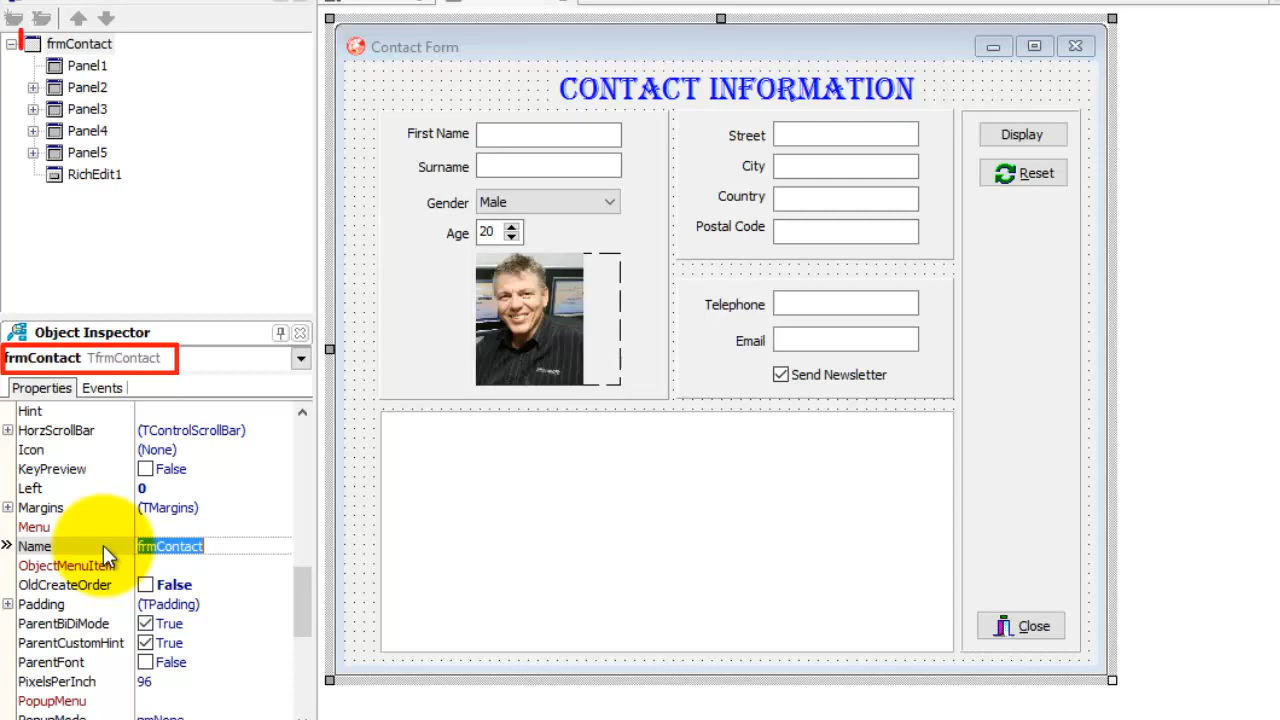 frmContact
Panel1
Panel2
Panel3
Panel4
Panel5
RichEdit1
Object Inspector
frmContact TfrmContact
Properties Events
Hint
HorzScrollBar (TControlScrollBar)
Icon (None)
KeyPreview False
Left 0
Margins (TMargins)
Menu
Name frmContact
ObjectMenuItem
OldCreateOrder False
Padding (TPadding)
ParentBiDiMode True
ParentCustomHint True
ParentFont False
PixelsPerInch 96
PopupMenu
PopupMode pmNone
Contact Form
CONTACT INFORMATION
First Name
Surname
Gender Male
Age 20
Street
City
Country
Postal Code
Telephone
Email
Send Newsletter
Display
Reset
Close